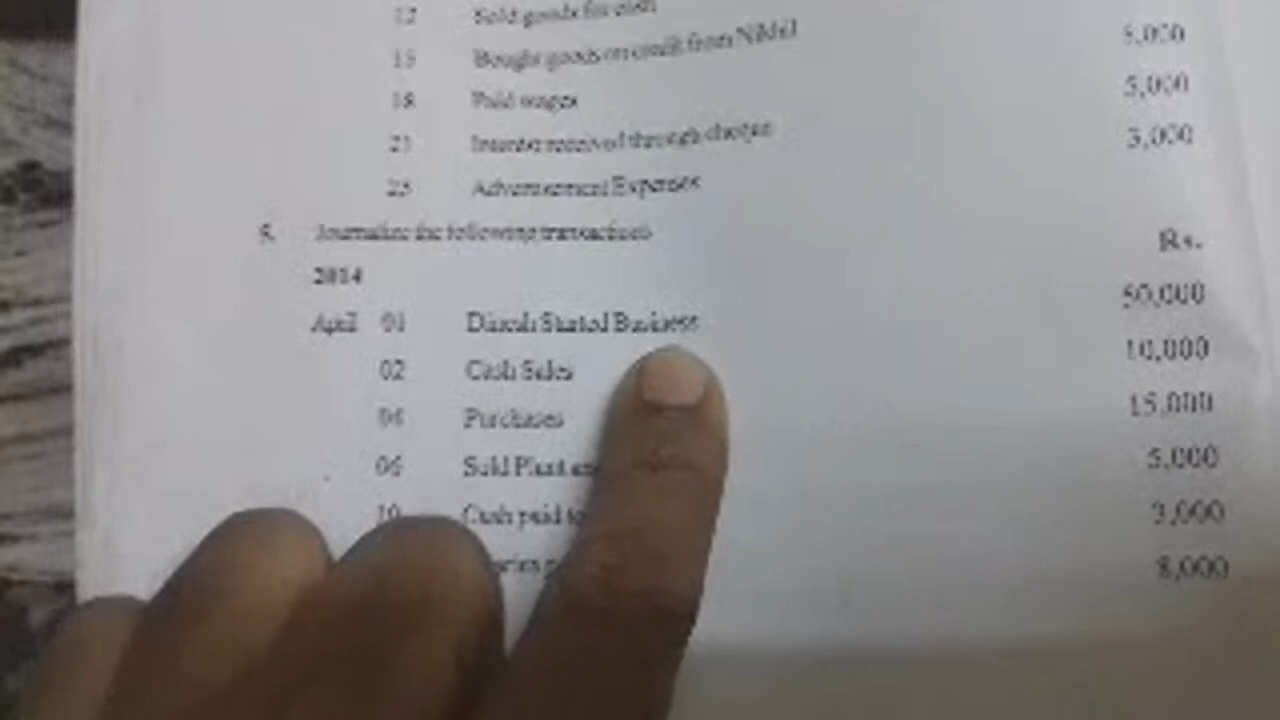 12 Sold goods for cash
15 Bought goods on credit from Nikhil 8,000
18 Paid wages 5,000
21 Interest received through cheque 3,000
25 Advertisement Expenses
5. Journalize the following transactions Rs.
2014
April 01 Dinesh Started Business 50,000
02 Cash Sales 10,000
04 Purchases 15,000
06 Sold Plant 5,000
10 Cash paid to 3,000
8,000